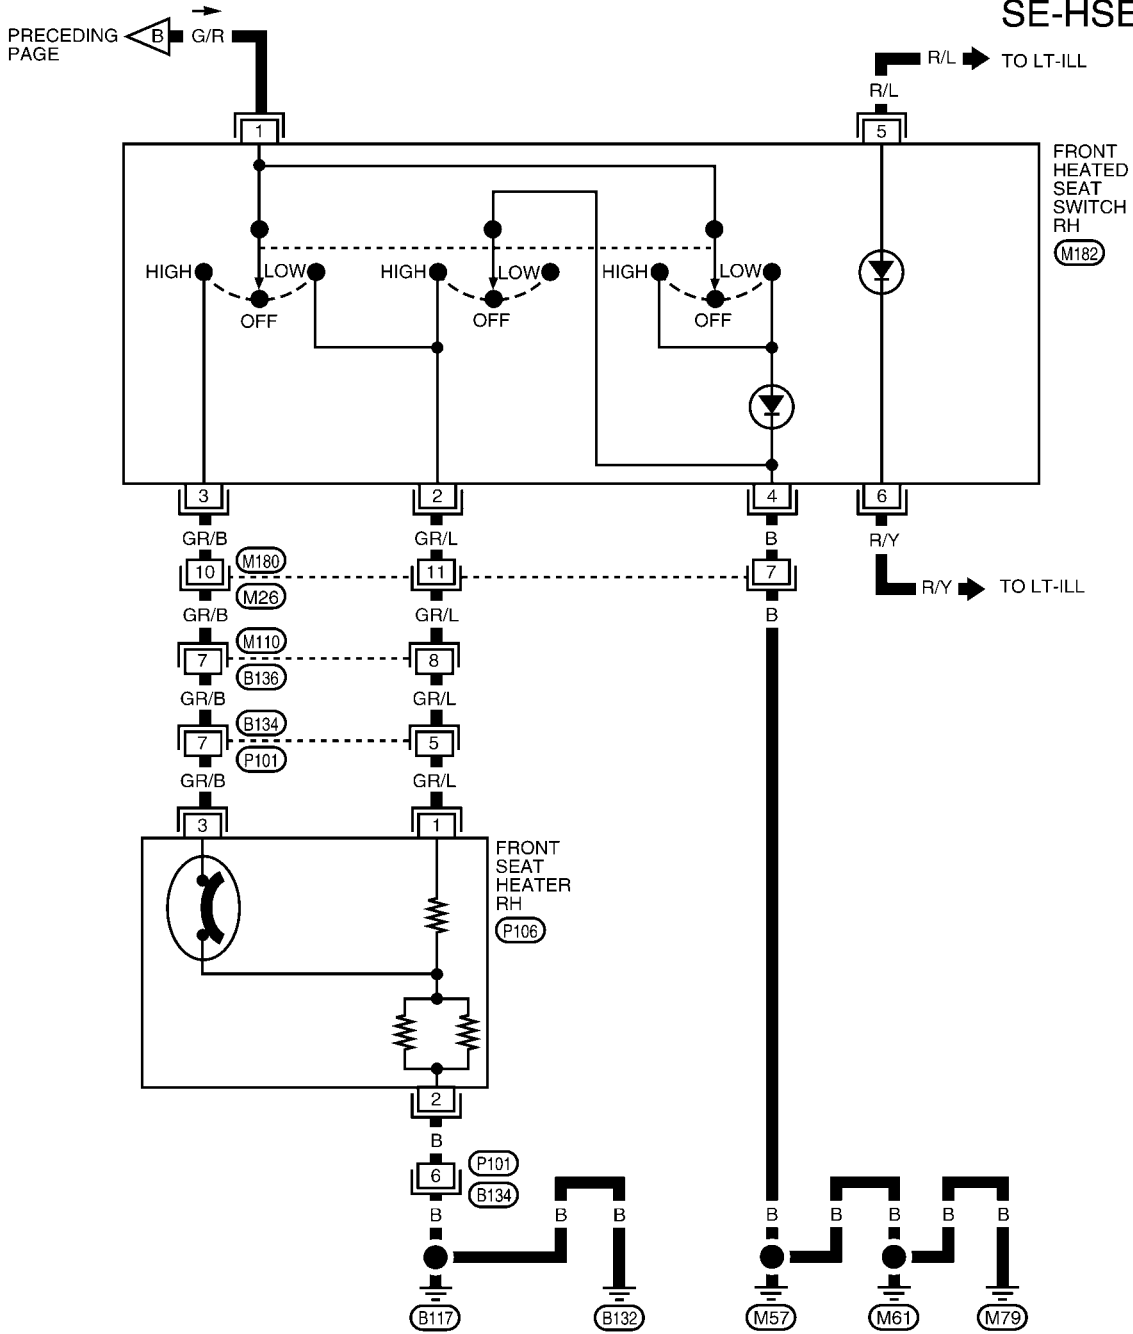 SE-HSE
PRECEDING
PAGE
B
G/R
R/L
TO LT-ILL
R/L
1
5
FRONT
HEATED
SEAT
SWITCH
RH
M182
HIGH
LOW
OFF
HIGH
LOW
OFF
HIGH
LOW
OFF
3
2
4
6
GR/B
GR/L
B
R/Y
M180
10
11
7
M26
R/Y
TO LT-ILL
GR/B
GR/L
B
M110
7
8
B136
GR/B
GR/L
B134
7
5
P101
GR/B
GR/L
3
1
FRONT
SEAT
HEATER
RH
P106
2
B
P101
6
B134
B
B
B
B
B
B
B
B
B117
B132
M57
M61
M79